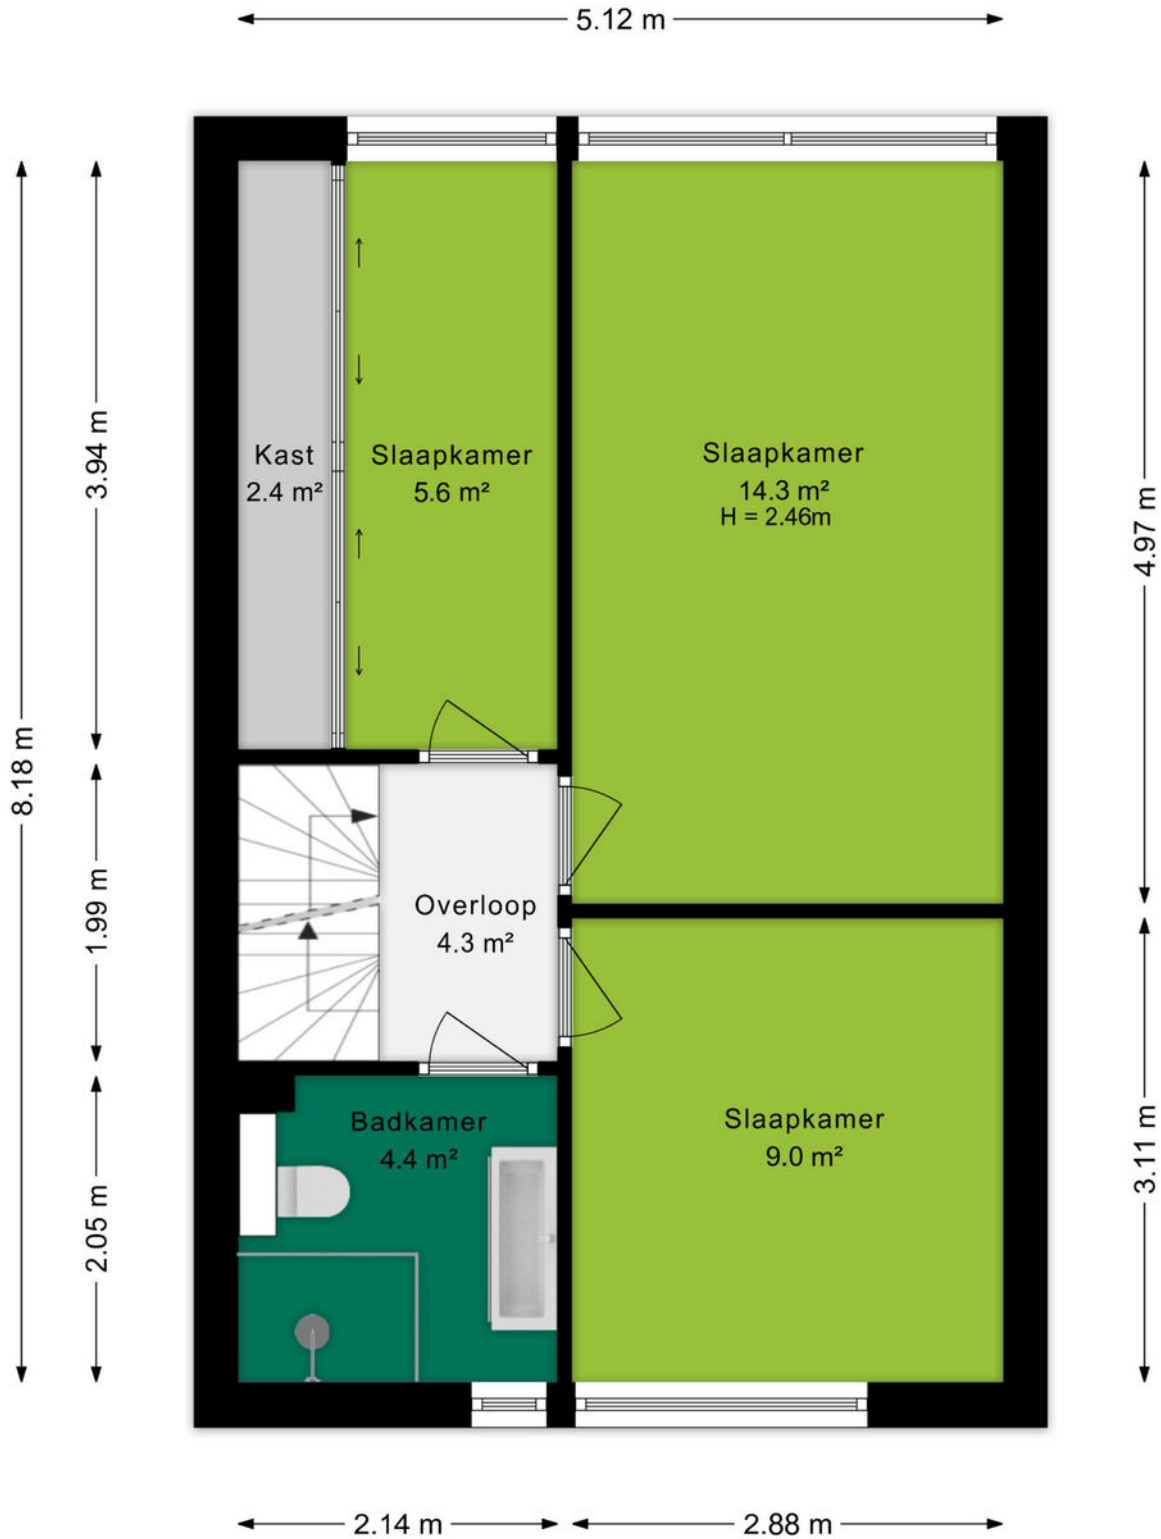 5.12 m
Kast
2.4 m²
Slaapkamer
5.6 m²
Slaapkamer
14.3 m²
H = 2.46m
3.94 m
4.97 m
8.18 m
1.99 m
Overloop
4.3 m²
Badkamer
4.4 m²
Slaapkamer
9.0 m²
2.05 m
3.11 m
2.14 m
2.88 m